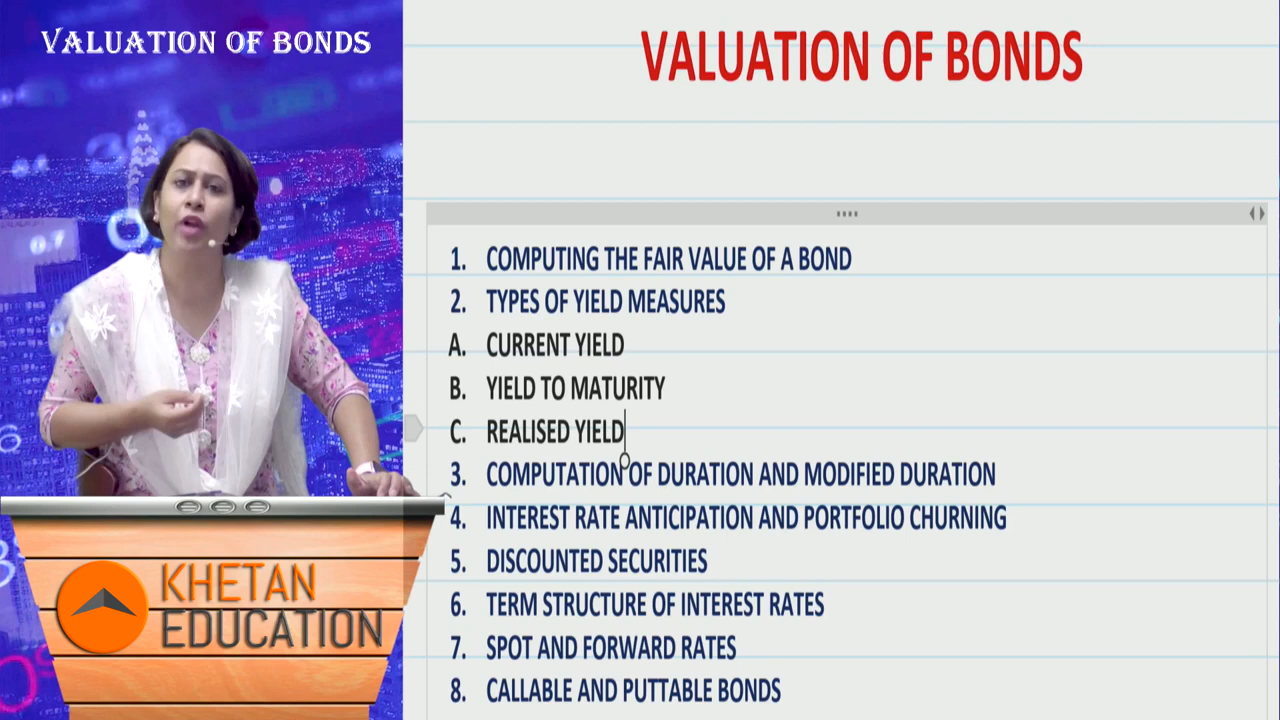 VALUATION OF BONDS
VALUATION OF BONDS
1. COMPUTING THE FAIR VALUE OF A BOND
2. TYPES OF YIELD MEASURES
A. CURRENT YIELD
B. YIELD TO MATURITY
C. REALISED YIELD
3. COMPUTATION OF DURATION AND MODIFIED DURATION
4. INTEREST RATE ANTICIPATION AND PORTFOLIO CHURNING
5. DISCOUNTED SECURITIES
6. TERM STRUCTURE OF INTEREST RATES
7. SPOT AND FORWARD RATES
8. CALLABLE AND PUTTABLE BONDS
KHETAN
EDUCATION